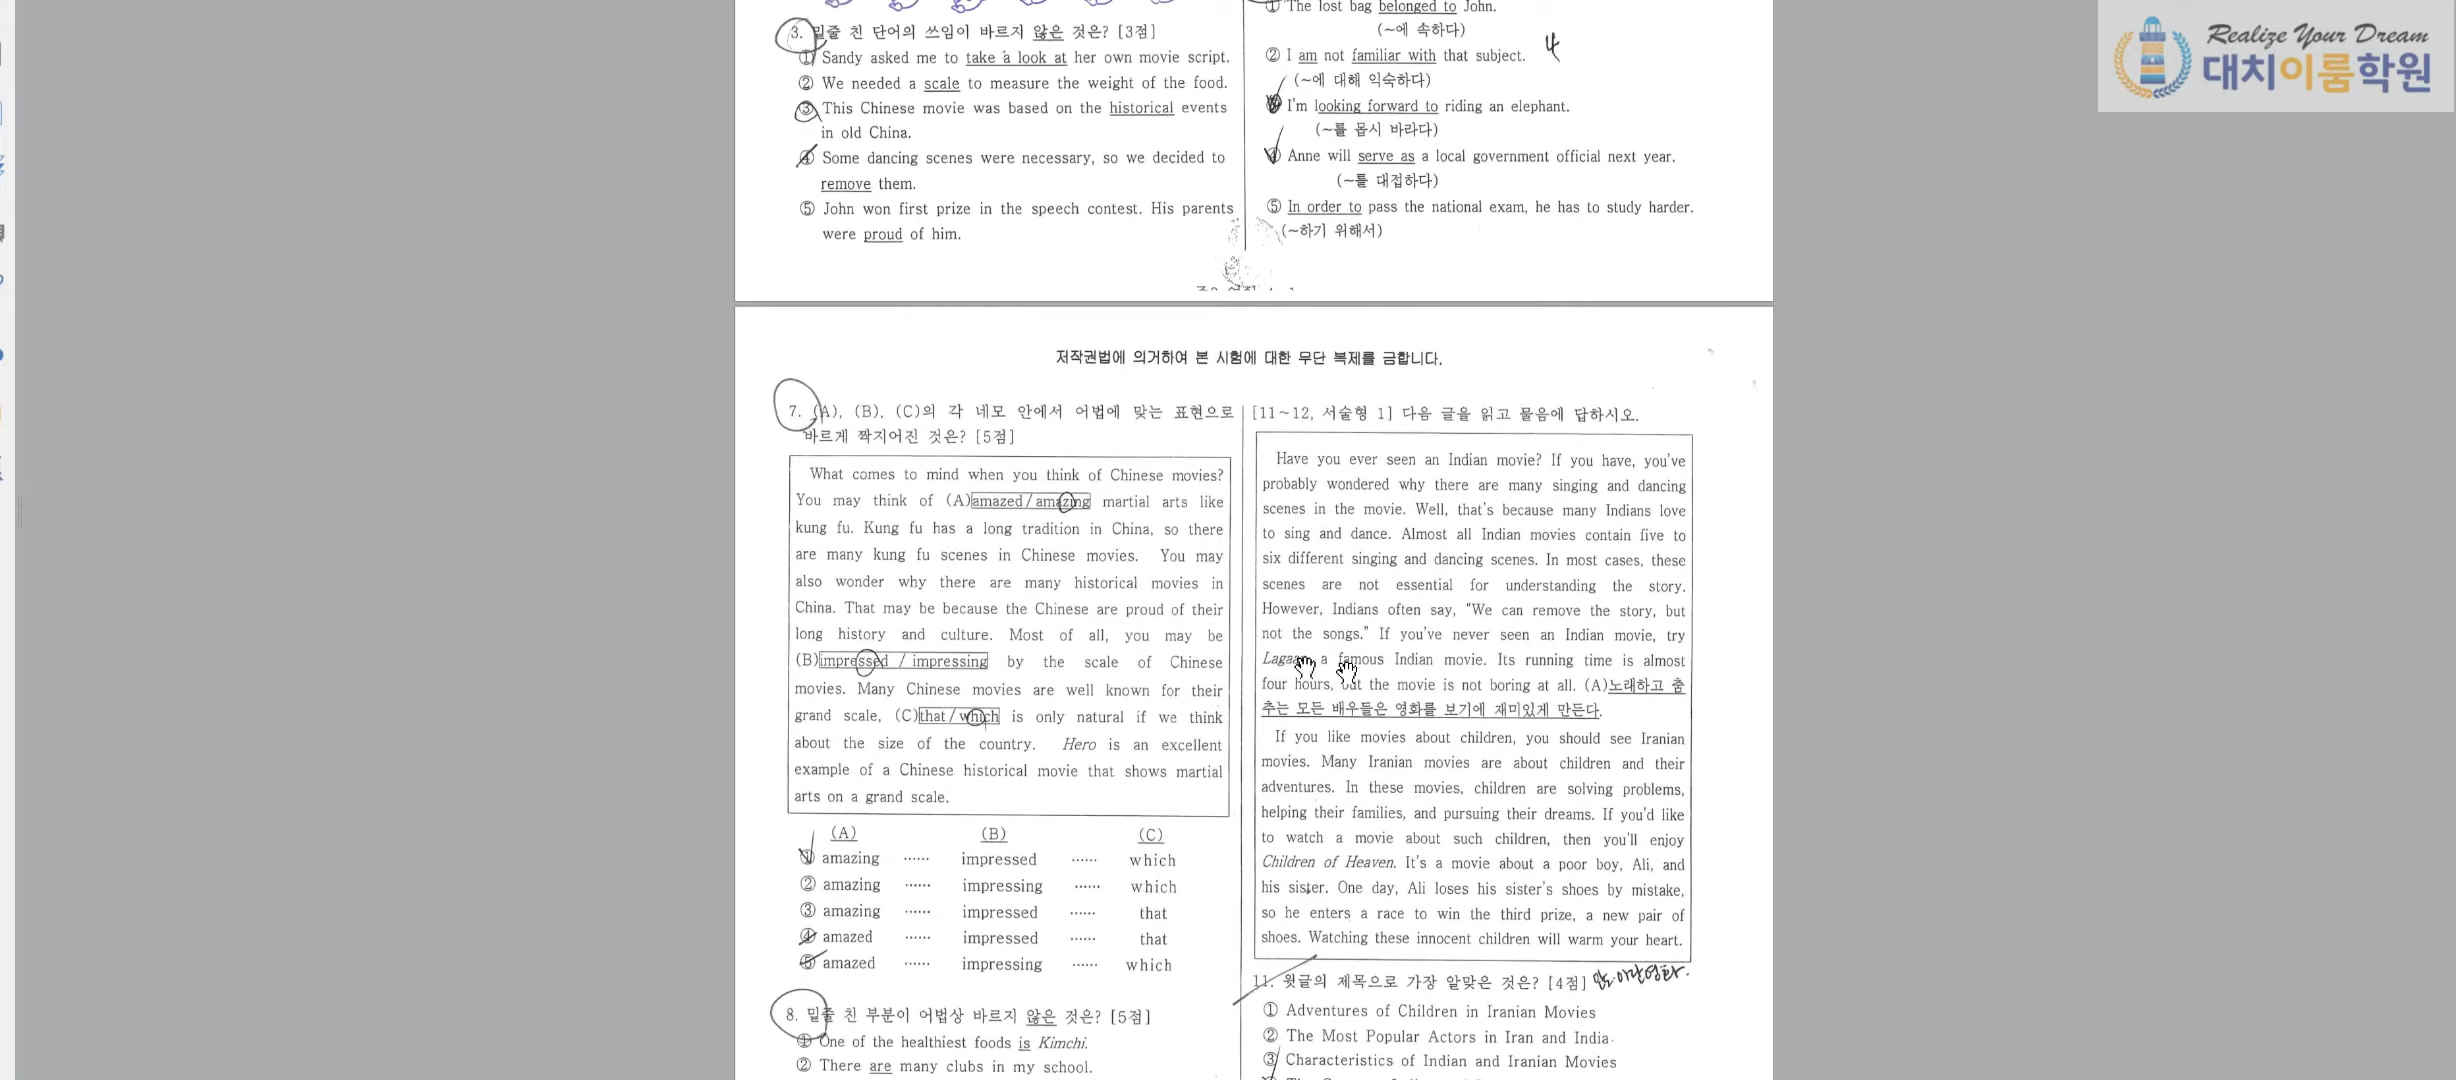 3. 밑줄 친 단어의 쓰임이 바르지 않은 것은? [3점]
① Sandy asked me to take a look at her own movie script.
② We needed a scale to measure the weight of the food.
③ This Chinese movie was based on the historical events
in old China.
④ Some dancing scenes were necessary, so we decided to
remove them.
⑤ John won first prize in the speech contest. His parents
were proud of him.
① The lost bag belonged to John.
(~에 속하다)
② I am not familiar with that subject.
4
(~에 대해 익숙하다)
③ I'm looking forward to riding an elephant.
(~를 몹시 바라다)
④ Anne will serve as a local government official next year.
(~를 대접하다)
⑤ In order to pass the national exam, he has to study harder.
(~하기 위해서)
Realize Your Dream
대치이룸학원
저작권법에 의거하여 본 시험에 대한 무단 복제를 금합니다.
7. (A), (B), (C)의 각 네모 안에서 어법에 맞는 표현으로
바르게 짝지어진 것은? [5점]
What comes to mind when you think of Chinese movies?
You may think of (A)amazed / amazing martial arts like
kung fu. Kung fu has a long tradition in China, so there
are many kung fu scenes in Chinese movies. You may
also wonder why there are many historical movies in
China. That may be because the Chinese are proud of their
long history and culture. Most of all, you may be
(B)impressed / impressing by the scale of Chinese
movies. Many Chinese movies are well known for their
grand scale, (C)that / which is only natural if we think
about the size of the country. Hero is an excellent
example of a Chinese historical movie that shows martial
arts on a grand scale.
(A) (B) (C)
① amazing ······ impressed ······ which
② amazing ······ impressing ······ which
③ amazing ······ impressed ······ that
④ amazed ······ impressed ······ that
⑤ amazed ······ impressing ······ which
8. 밑줄 친 부분이 어법상 바르지 않은 것은? [5점]
① One of the healthiest foods is Kimchi.
② There are many clubs in my school.
[11~12, 서술형 1] 다음 글을 읽고 물음에 답하시오.
Have you ever seen an Indian movie? If you have, you've
probably wondered why there are many singing and dancing
scenes in the movie. Well, that's because many Indians love
to sing and dance. Almost all Indian movies contain five to
six different singing and dancing scenes. In most cases, these
scenes are not essential for understanding the story.
However, Indians often say, "We can remove the story, but
not the songs." If you've never seen an Indian movie, try
Lagaan, a famous Indian movie. Its running time is almost
four hours, but the movie is not boring at all. (A)노래하고 춤
추는 모든 배우들은 영화를 보기에 재미있게 만든다.
If you like movies about children, you should see Iranian
movies. Many Iranian movies are about children and their
adventures. In these movies, children are solving problems,
helping their families, and pursuing their dreams. If you'd like
to watch a movie about such children, then you'll enjoy
Children of Heaven. It's a movie about a poor boy, Ali, and
his sister. One day, Ali loses his sister's shoes by mistake,
so he enters a race to win the third prize, a new pair of
shoes. Watching these innocent children will warm your heart.
11. 윗글의 제목으로 가장 알맞은 것은? [4점]
① Adventures of Children in Iranian Movies
② The Most Popular Actors in Iran and India
③ Characteristics of Indian and Iranian Movies